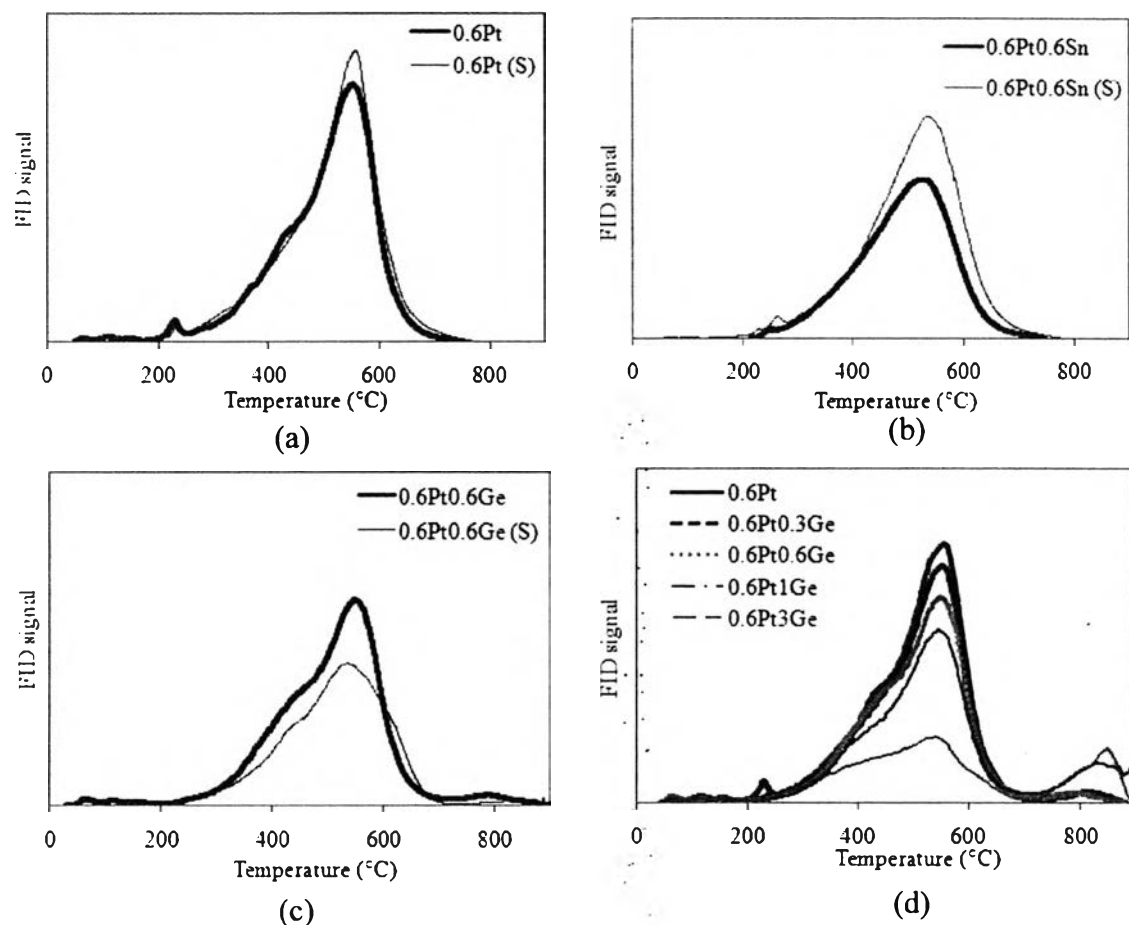 0.6Pt
0.6Pt (S)
FID signal
0 200 400 600 800
Temperature (°C)
(a)
0.6Pt0.6Sn
0.6Pt0.6Sn (S)
FID signal
0 200 400 600 800
Temperature (°C)
(b)
0.6Pt0.6Ge
0.6Pt0.6Ge (S)
FID signal
0 200 400 600 800
Temperature (°C)
(c)
0.6Pt
0.6Pt0.3Ge
0.6Pt0.6Ge
0.6Pt1Ge
0.6Pt3Ge
FID signal
0 200 400 600 800
Temperature (°C)
(d)